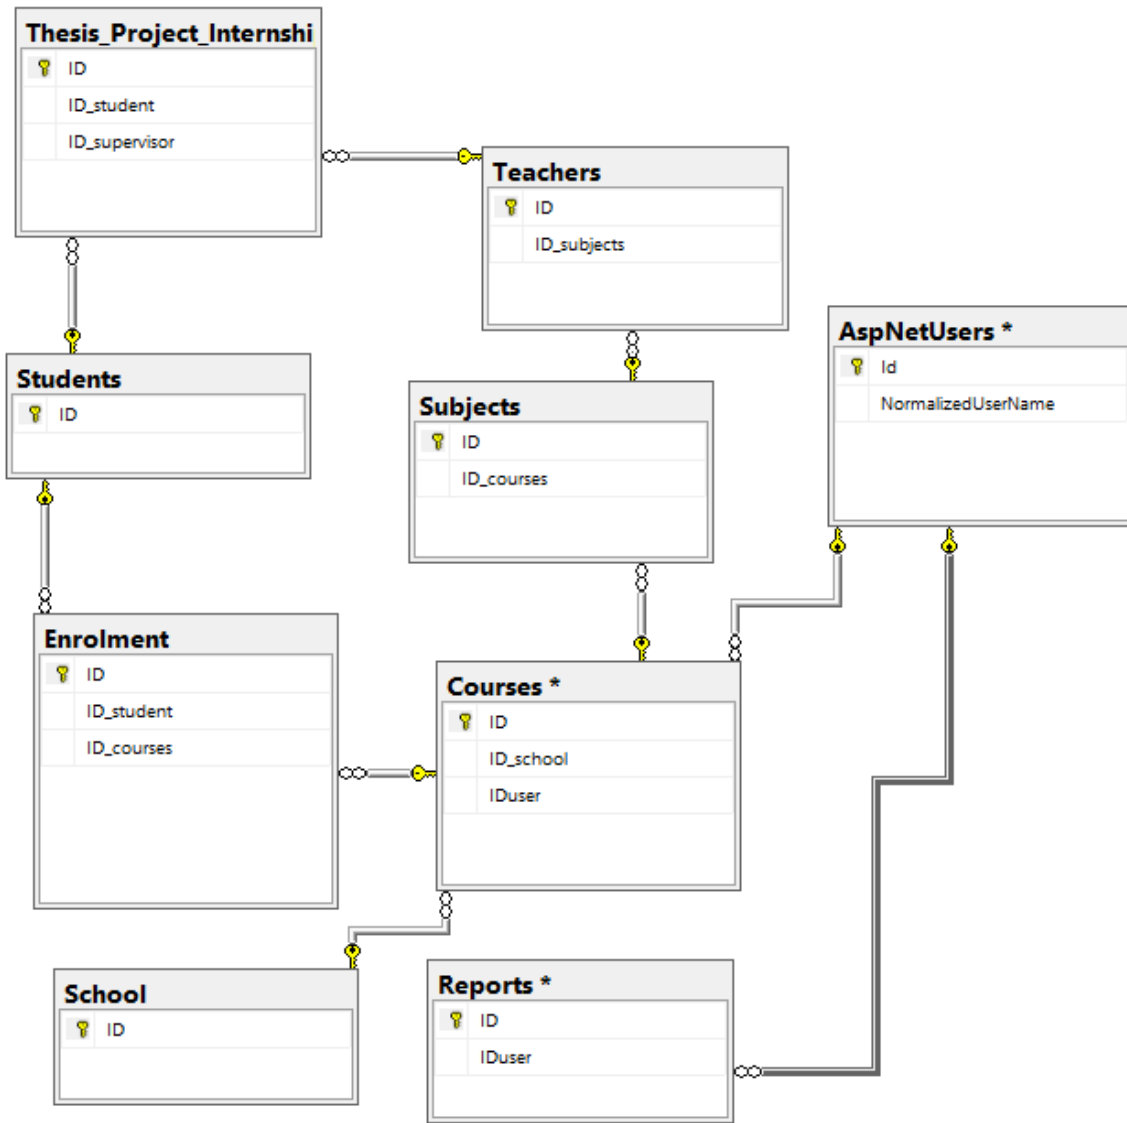 Thesis_Project_Internshi
ID
ID_student
ID_supervisor
Teachers
ID
ID_subjects
AspNetUsers *
Id
NormalizedUserName
Students
ID
Subjects
ID
ID_courses
Enrolment
ID
ID_student
ID_courses
Courses *
ID
ID_school
IDuser
School
ID
Reports *
ID
IDuser